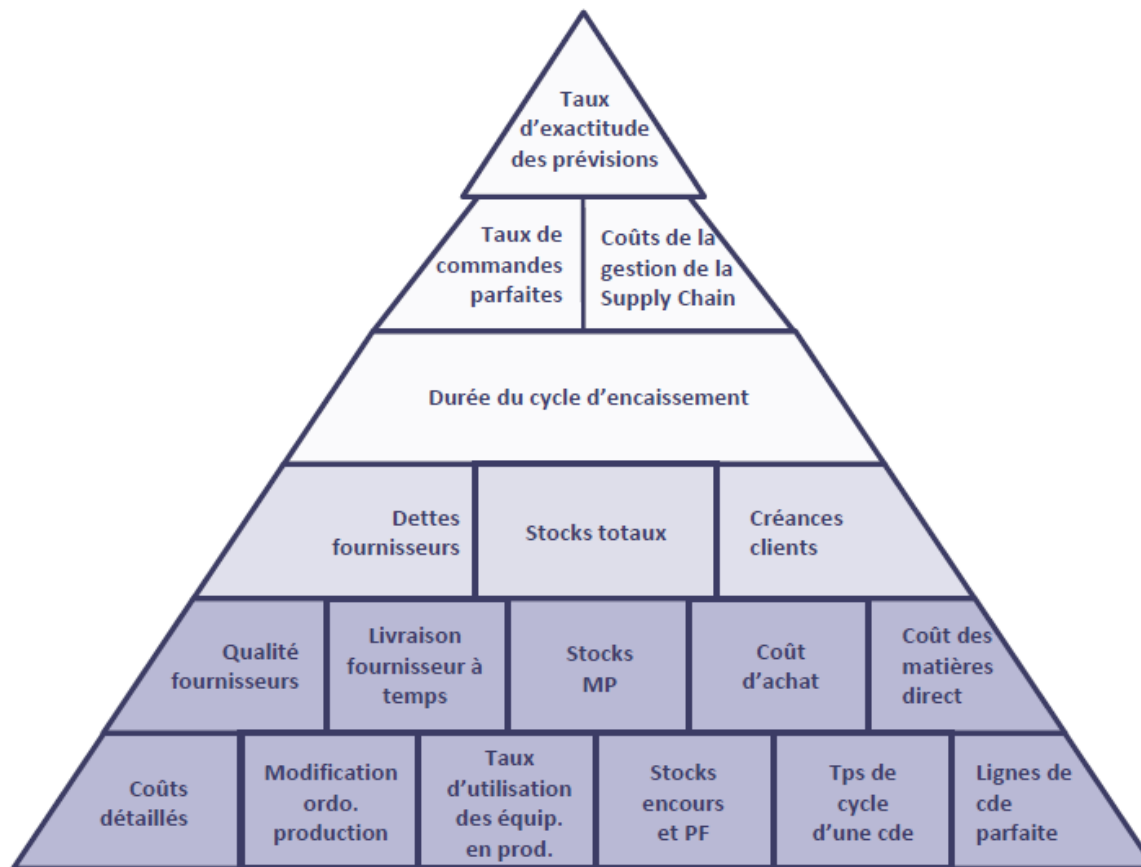 Taux
d'exactitude
des prévisions
Taux de
commandes
parfaites
Coûts de la
gestion de la
Supply Chain
Durée du cycle d'encaissement
Dettes
fournisseurs
Stocks totaux
Créances
clients
Qualité
fournisseurs
Livraison
fournisseur à
temps
Stocks
MP
Coût
d'achat
Coût des
matières
direct
Coûts
détaillés
Modification
ordo.
production
Taux
d'utilisation
des équip.
en prod.
Stocks
encours
et PF
Tps de
cycle
d'une cde
Lignes de
cde
parfaite